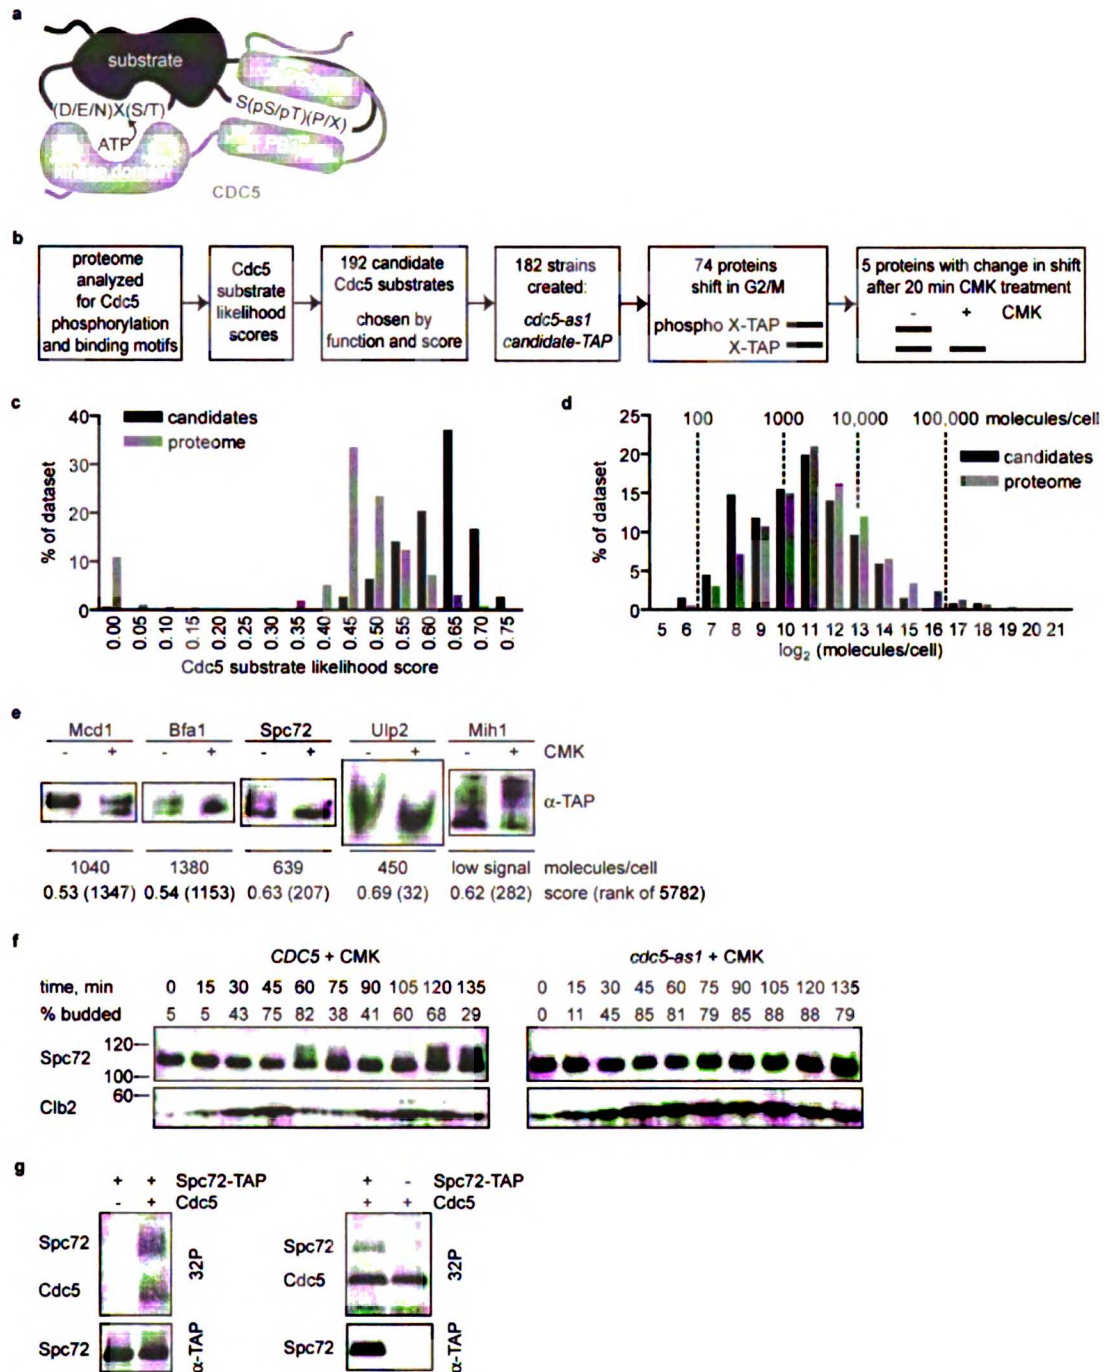 a
substrate
(D/E/N)X(S/T)
S(pS/pT)(P/X)
ATP
kinase domain
CDC5
b
proteome
analyzed
for Cdc5
phosphorylation
and binding motifs
Cdc5
substrate
likelihood
scores
192 candidate
Cdc5 substrates
chosen by
function and score
182 strains
created:
cdc5-as1
candidate-TAP
74 proteins
shift in G2/M
phospho X-TAP
X-TAP
5 proteins with change in shift
after 20 min CMK treatment
- + CMK
c
candidates
proteome
% of dataset
40
30
20
10
0
0.00 0.05 0.10 0.15 0.20 0.25 0.30 0.35 0.40 0.45 0.50 0.55 0.60 0.65 0.70 0.75
Cdc5 substrate likelihood score
d
100 1000 10,000 100,000 molecules/cell
candidates
proteome
% of dataset
25
20
15
10
5
0
5 6 7 8 9 10 11 12 13 14 15 16 17 18 19 20 21
log2 (molecules/cell)
e
Mcd1 Bfa1 Spc72 Ulp2 Mih1
- + - + - + - + - + CMK
α-TAP
1040 1380 639 450 low signal molecules/cell
0.53 (1347) 0.54 (1153) 0.63 (207) 0.69 (32) 0.62 (282) score (rank of 5782)
f
CDC5 + CMK
time, min 0 15 30 45 60 75 90 105 120 135
% budded 5 5 43 75 82 38 41 60 68 29
Spc72 120
100
Clb2 60
cdc5-as1 + CMK
0 15 30 45 60 75 90 105 120 135
0 11 45 85 81 79 85 88 88 79
g
+ + Spc72-TAP
- + Cdc5
Spc72
Cdc5
32P
Spc72
α-TAP
+ - Spc72-TAP
+ + Cdc5
Spc72
Cdc5
32P
Spc72
α-TAP